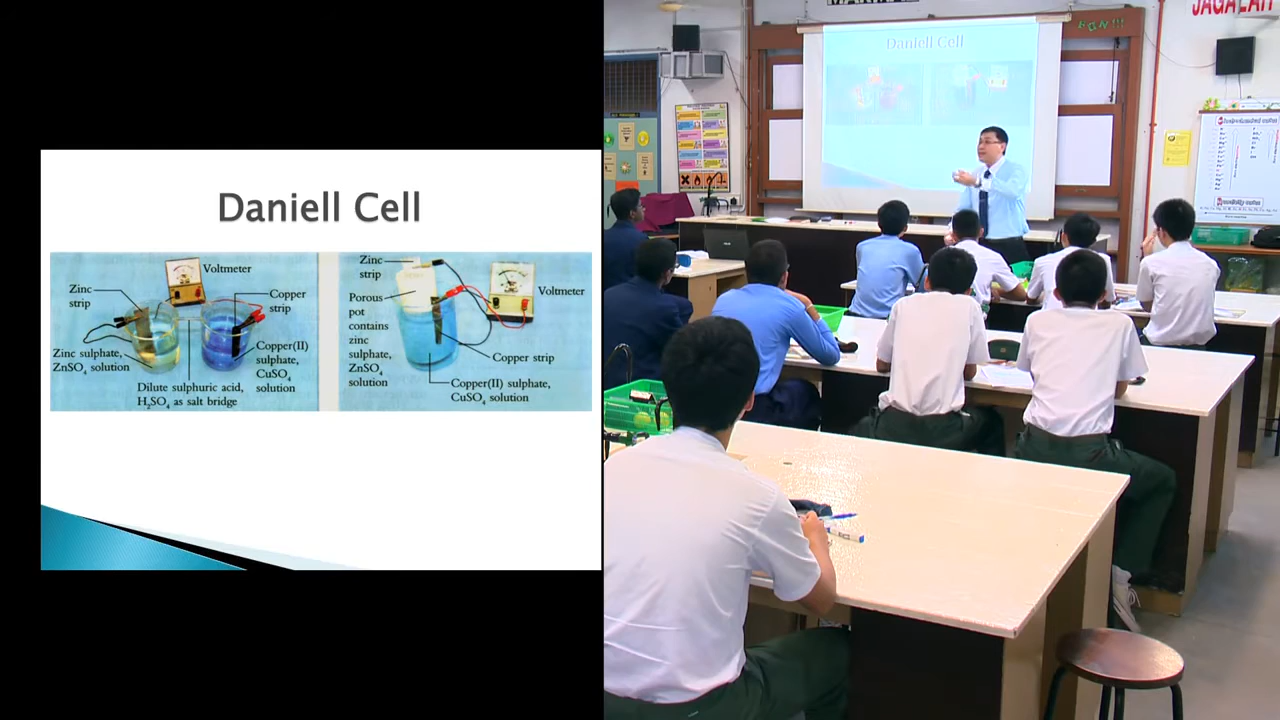 Daniell Cell
Zinc
strip
Voltmeter
Copper
strip
Zinc sulphate,
ZnSO₄ solution
Copper(II)
sulphate,
CuSO₄
solution
Dilute sulphuric acid,
H₂SO₄ as salt bridge
Zinc
strip
Porous
pot
contains
zinc
sulphate,
ZnSO₄
solution
Voltmeter
Copper strip
Copper(II) sulphate,
CuSO₄ solution
Daniell Cell
JAGALAH